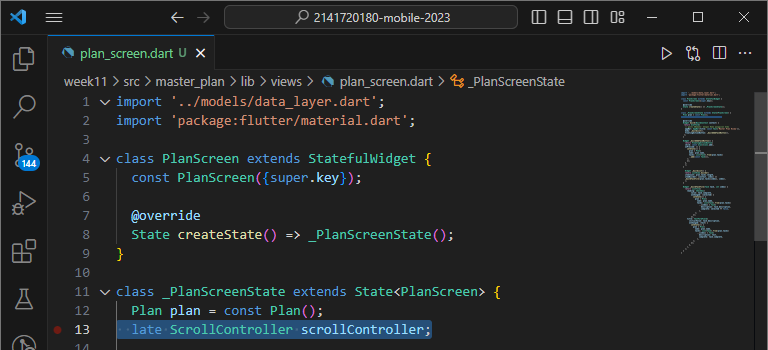 2141720180-mobile-2023
plan_screen.dart U
week11 > src > master_plan > lib > views > plan_screen.dart > _PlanScreenState
1 import '../models/data_layer.dart';
2 import 'package:flutter/material.dart';
3
4 class PlanScreen extends StatefulWidget {
5 const PlanScreen({super.key});
6
7 @override
8 State createState() => _PlanScreenState();
9 }
10
11 class _PlanScreenState extends State<PlanScreen> {
12 Plan plan = const Plan();
13 late ScrollController scrollController;
14
144